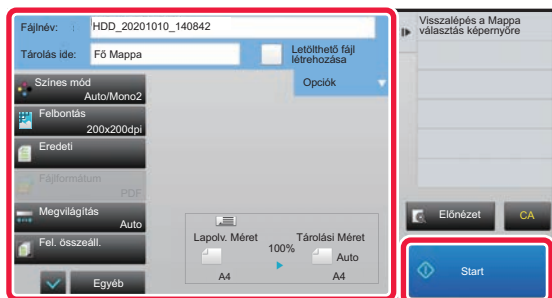 Fájlnév: :
HDD_20201010_140842
Tárolás ide:
Fő Mappa
Letölthető fájl
létrehozása
Opciók
Színes mód
Auto/Mono2
Felbontás
200x200dpi
Eredeti
Fájlformátum
PDF
Megvilágítás
Auto
Fel. összeáll.
Egyéb
Lapolv. Méret
A4
100%
Tárolási Méret
Auto
A4
Visszalépés a Mappa
választás képernyőre
Előnézet
CA
Start